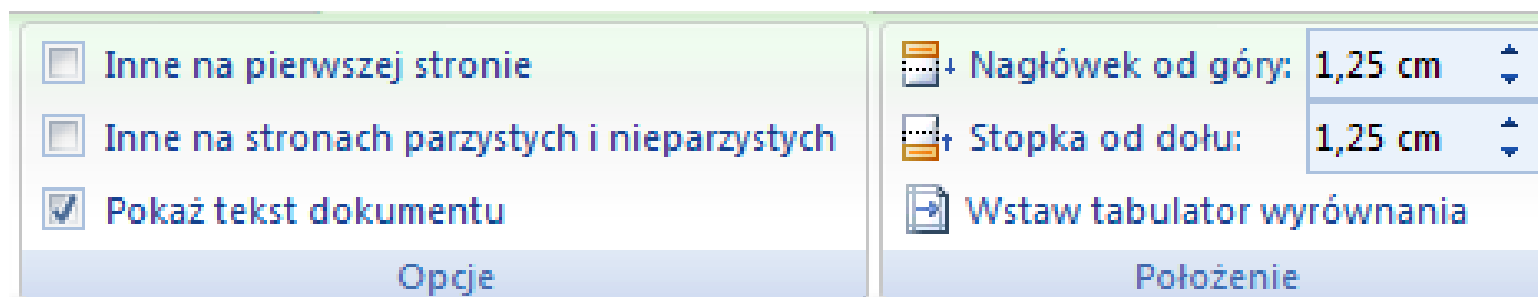 Inne na pierwszej stronie
Inne na stronach parzystych i nieparzystych
Pokaż tekst dokumentu
Opcje
Nagłówek od góry: 1,25 cm
Stopka od dołu: 1,25 cm
Wstaw tabulator wyrównania
Położenie